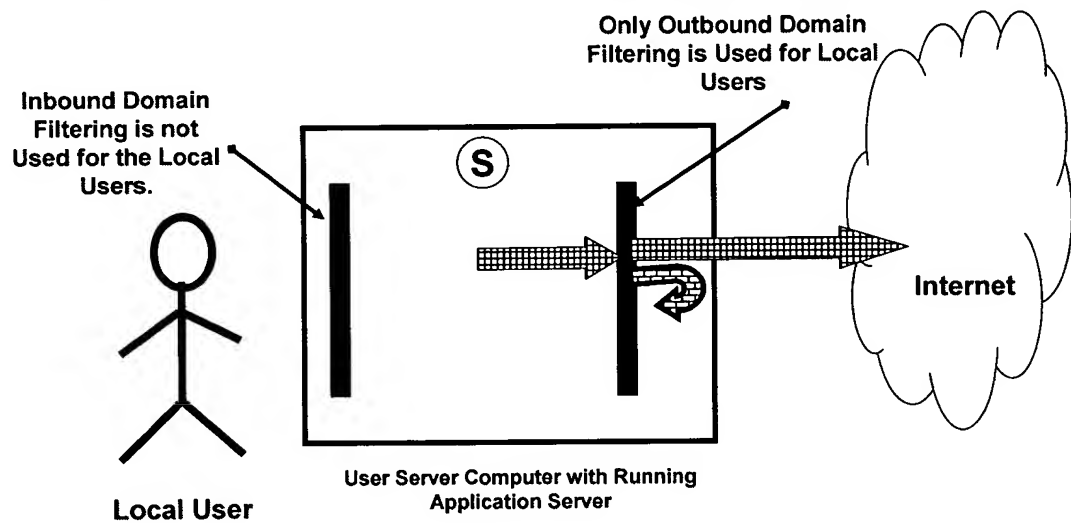 Only Outbound Domain
Filtering is Used for Local
Users
Inbound Domain
Filtering is not
Used for the Local
Users.
S
Internet
User Server Computer with Running
Application Server
Local User